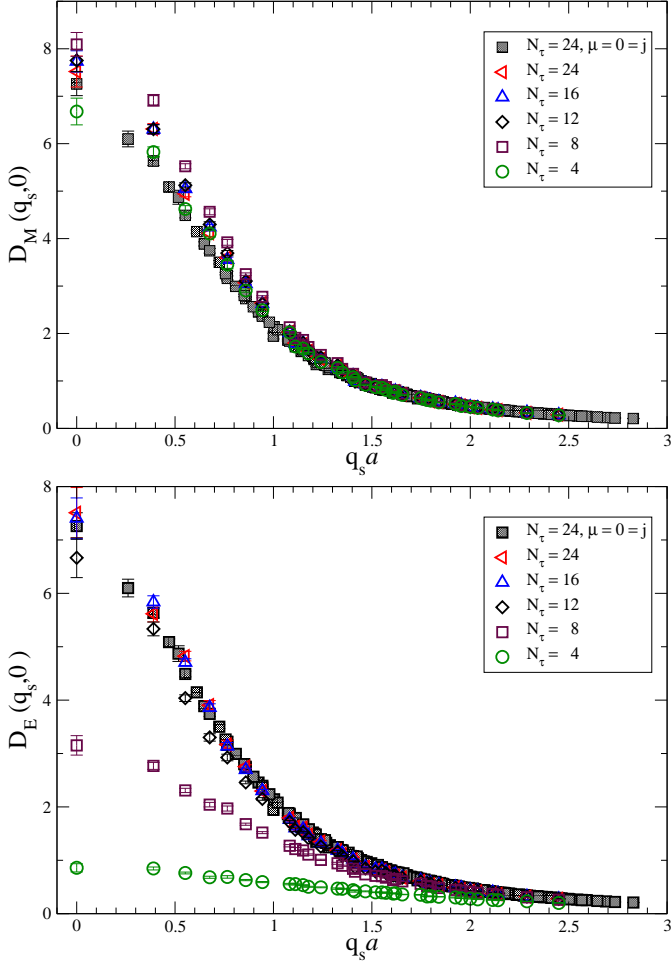 8
6
4
2
0
D_M (q_s,0)
N_τ = 24, μ = 0 = j
N_τ = 24
N_τ = 16
N_τ = 12
N_τ = 8
N_τ = 4
0 0.5 1 1.5 2 2.5 3
q_s a
8
6
4
2
0
D_E (q_s,0 )
N_τ = 24, μ = 0 = j
N_τ = 24
N_τ = 16
N_τ = 12
N_τ = 8
N_τ = 4
0 0.5 1 1.5 2 2.5 3
q_s a